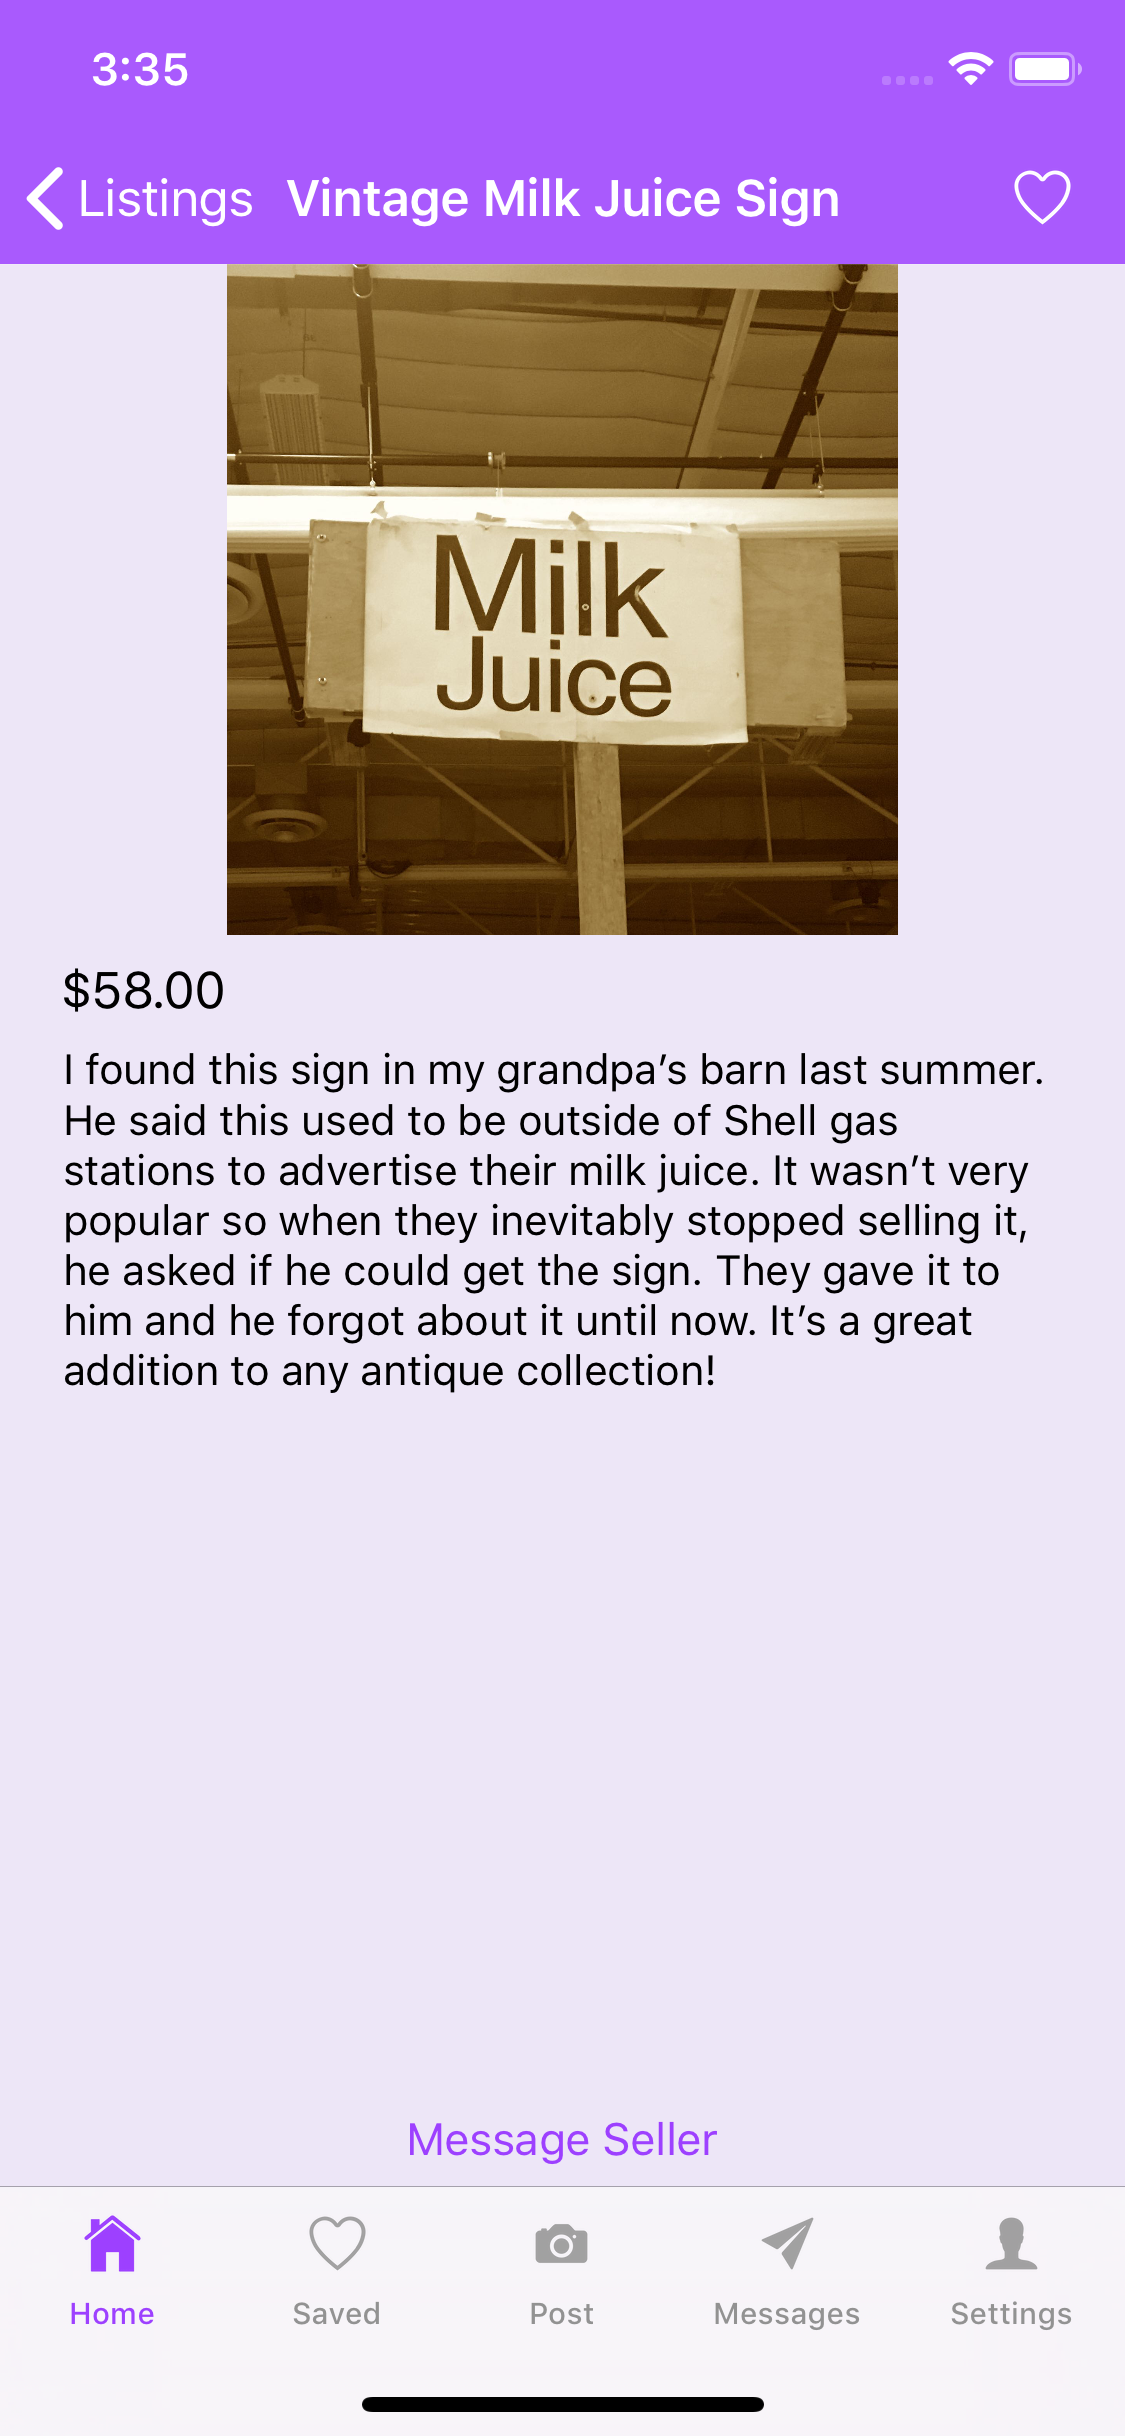 3:35
Listings
Vintage Milk Juice Sign
Milk
Juice
$58.00
I found this sign in my grandpa’s barn last summer.
He said this used to be outside of Shell gas
stations to advertise their milk juice. It wasn’t very
popular so when they inevitably stopped selling it,
he asked if he could get the sign. They gave it to
him and he forgot about it until now. It’s a great
addition to any antique collection!
Message Seller
Home
Saved
Post
Messages
Settings